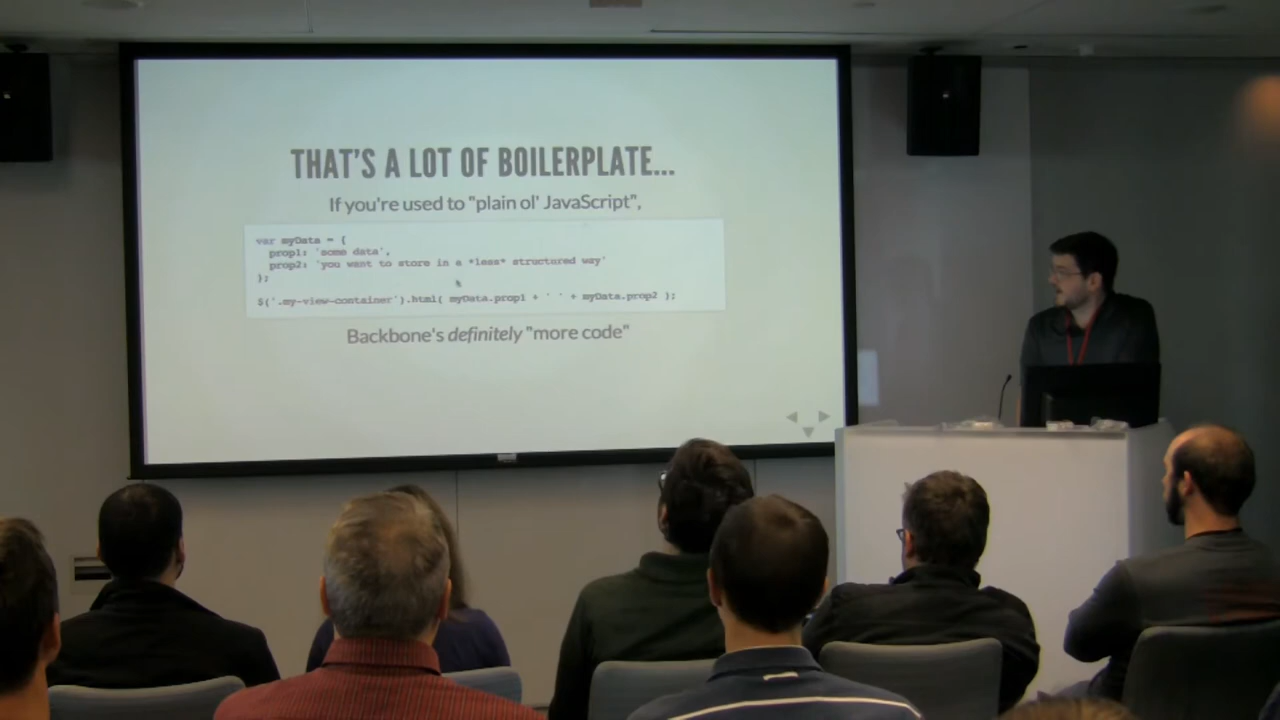 THAT'S A LOT OF BOILERPLATE...
If you're used to "plain ol' JavaScript",
var myData = {
prop1: 'some data',
prop2: 'you want to store in a *less* structured way'
};
$('.my-view-container').html( myData.prop1 + ' ' + myData.prop2 );
Backbone's definitely "more code"